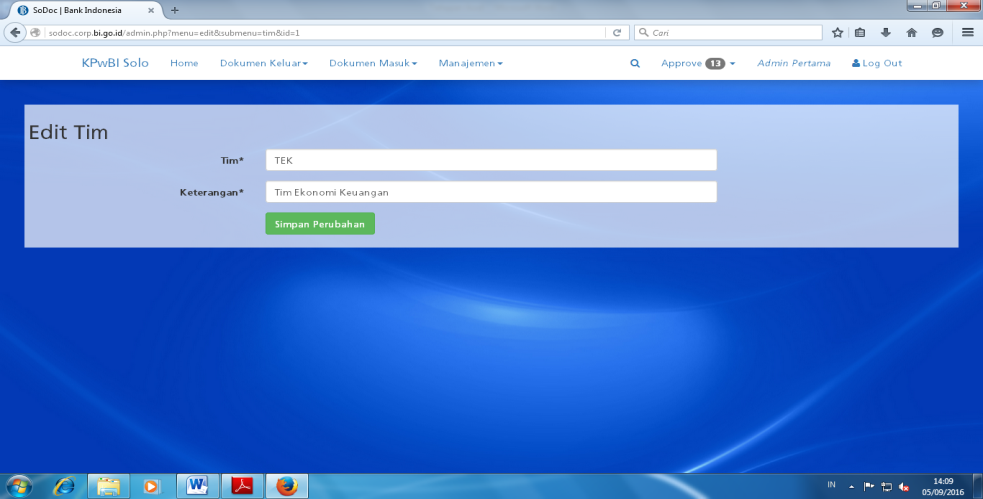 SoDoc | Bank Indonesia
sodoc.corp.bi.go.id/admin.php?menu=edit&submenu=tim&id=1
Cari
KPwBI Solo Home Dokumen Keluar Dokumen Masuk Manajemen Approve 13 Admin Pertama Log Out
Edit Tim
Tim* TEK
Keterangan* Tim Ekonomi Keuangan
Simpan Perubahan
IN 14:09
05/09/2016